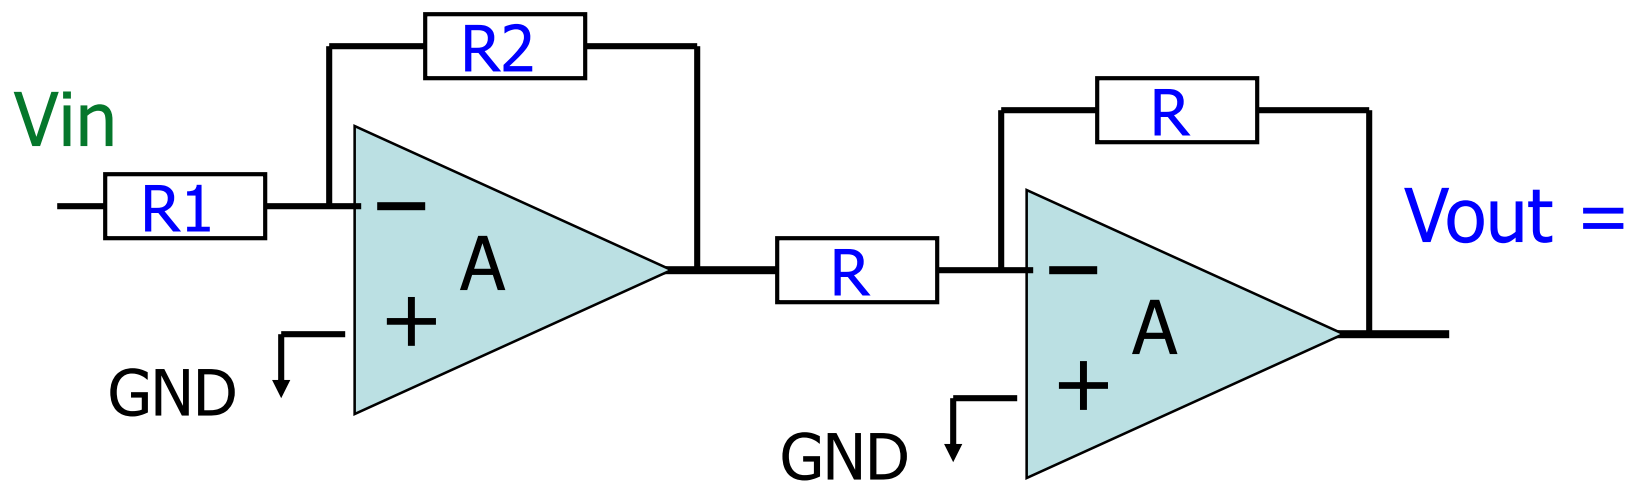 R2
Vin
R
R1
Vout =
−
A
R
−
+
A
GND
+
GND